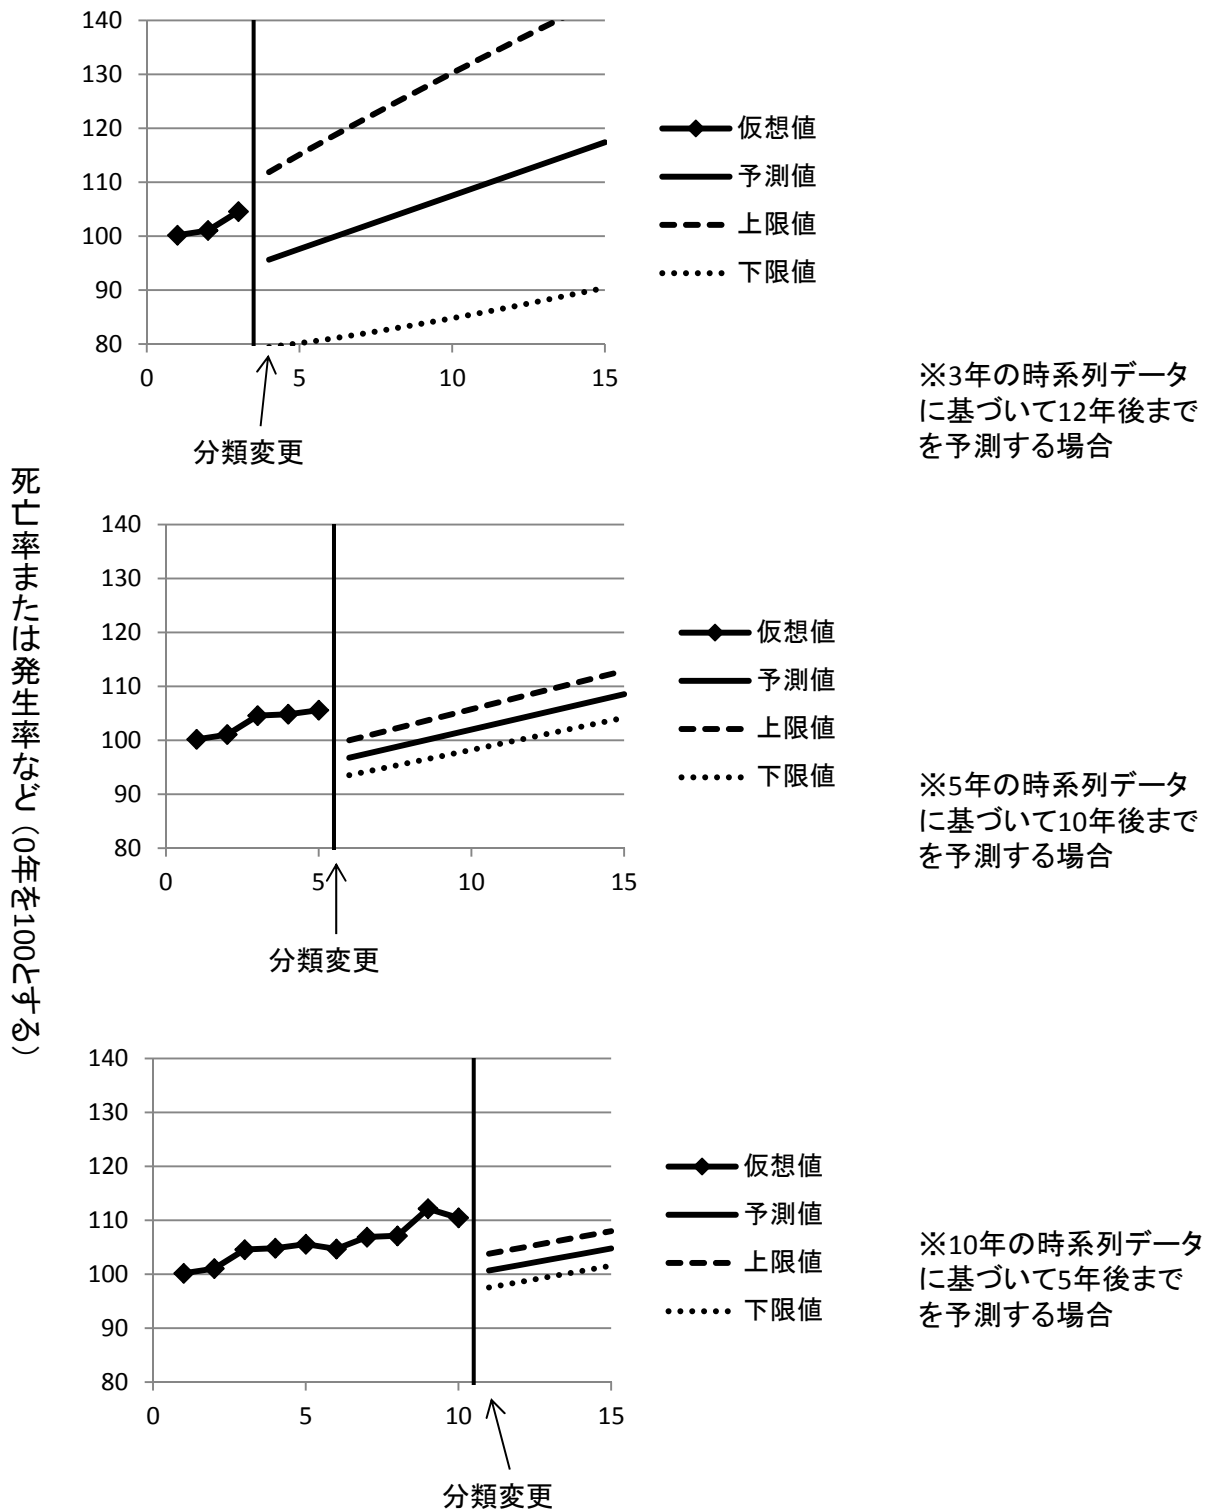 死亡率または発生率など（0年を100とする）
140
130
120
110
100
90
80
0
5
10
15
分類変更
仮想値
予測値
上限値
下限値
※3年の時系列データ
に基づいて12年後まで
を予測する場合
140
130
120
110
100
90
80
0
5
10
15
分類変更
仮想値
予測値
上限値
下限値
※5年の時系列データ
に基づいて10年後まで
を予測する場合
140
130
120
110
100
90
80
0
5
10
15
分類変更
仮想値
予測値
上限値
下限値
※10年の時系列データ
に基づいて5年後まで
を予測する場合